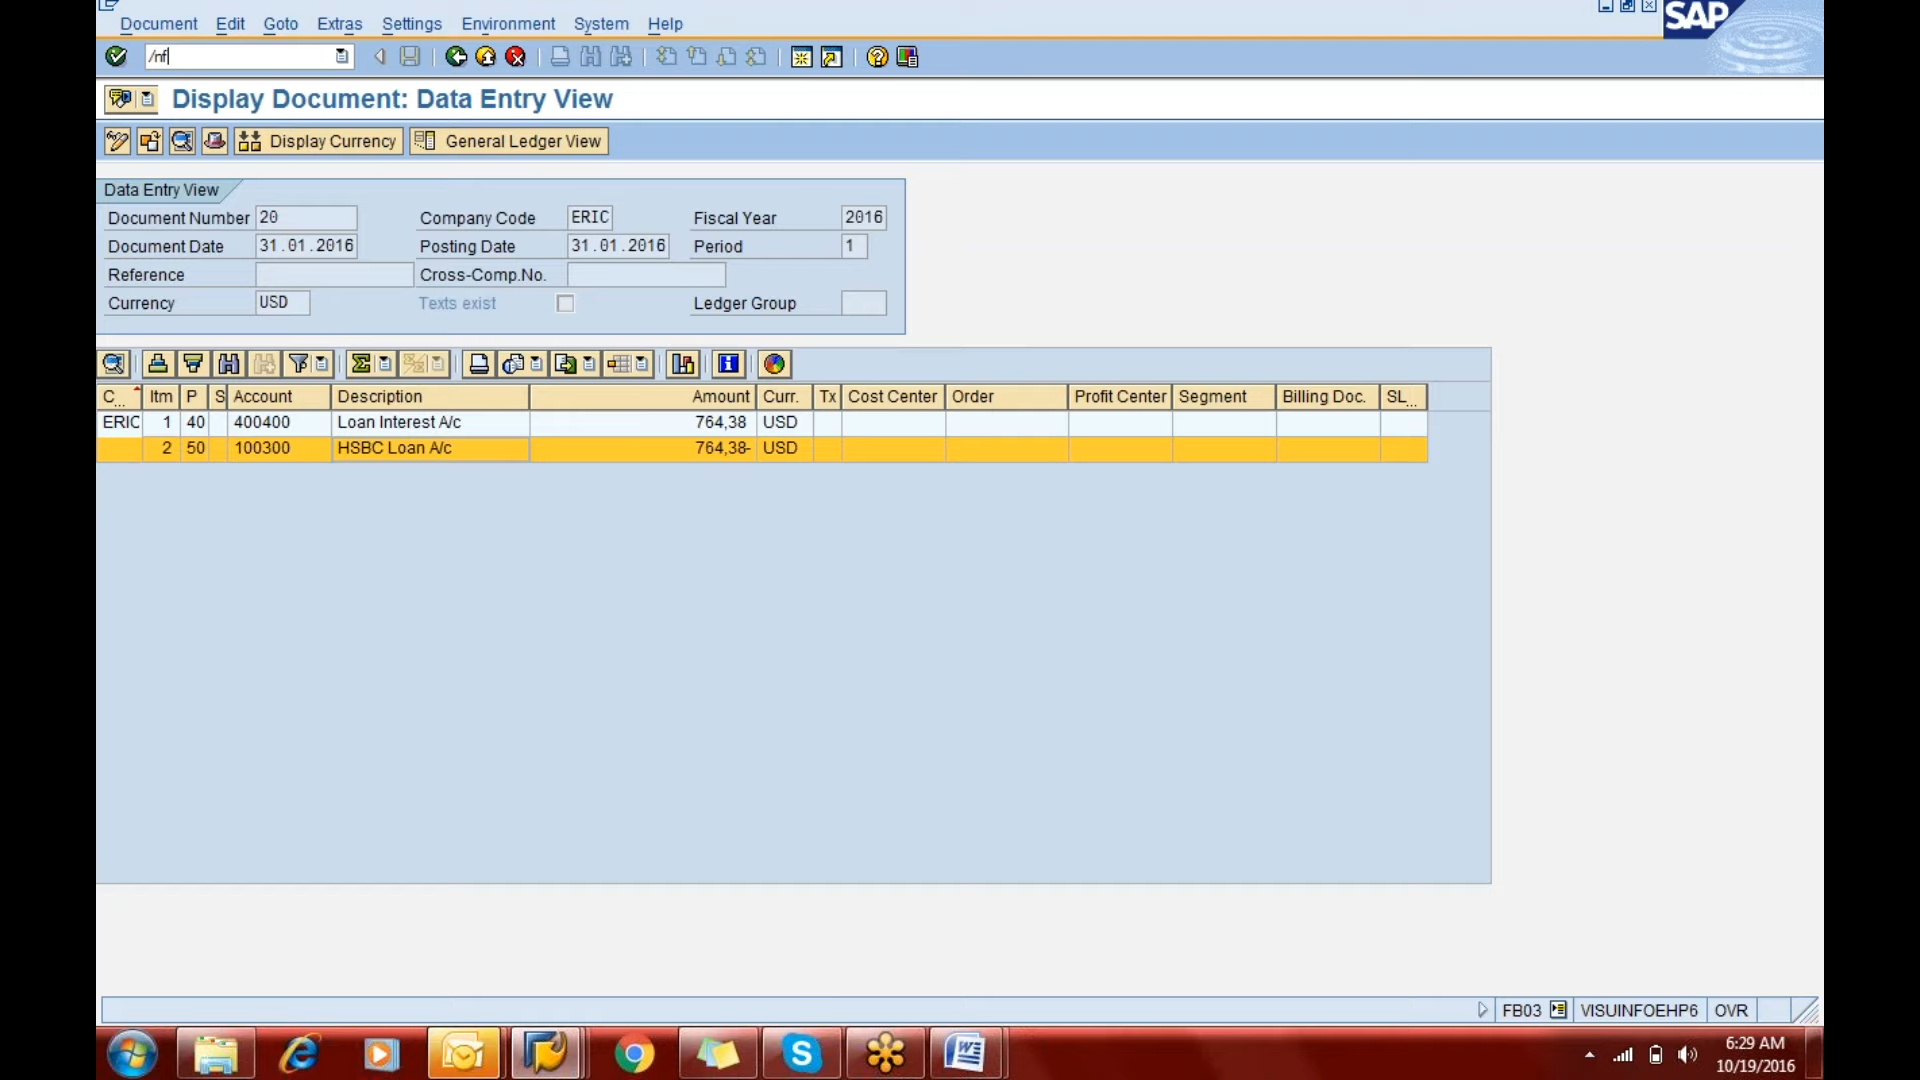 Document Edit Goto Extras Settings Environment System Help
SAP
/nf
Display Document: Data Entry View
Display Currency General Ledger View
Data Entry View
Document Number 20 Company Code ERIC Fiscal Year 2016
Document Date 31.01.2016 Posting Date 31.01.2016 Period 1
Reference Cross-Comp.No.
Currency USD Texts exist Ledger Group
C... Itm P S Account Description Amount Curr. Tx Cost Center Order Profit Center Segment Billing Doc. SL...
ERIC 1 40 400400 Loan Interest A/c 764,38 USD
2 50 100300 HSBC Loan A/c 764,38- USD
FB03 VISUINFOEHP6 OVR
6:29 AM
10/19/2016